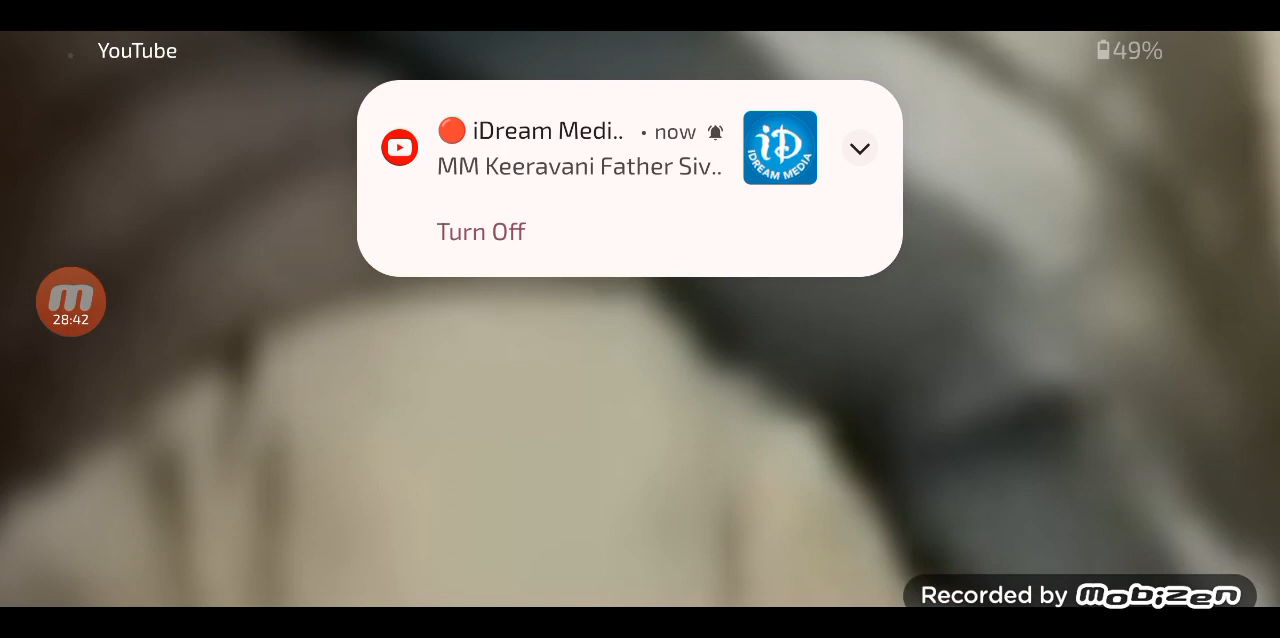 YouTube
49%
🔴 iDream Medi.. • now
MM Keeravani Father Siv..
iD
IDREAM MEDIA
Turn Off
28:42
Recorded by mobizen